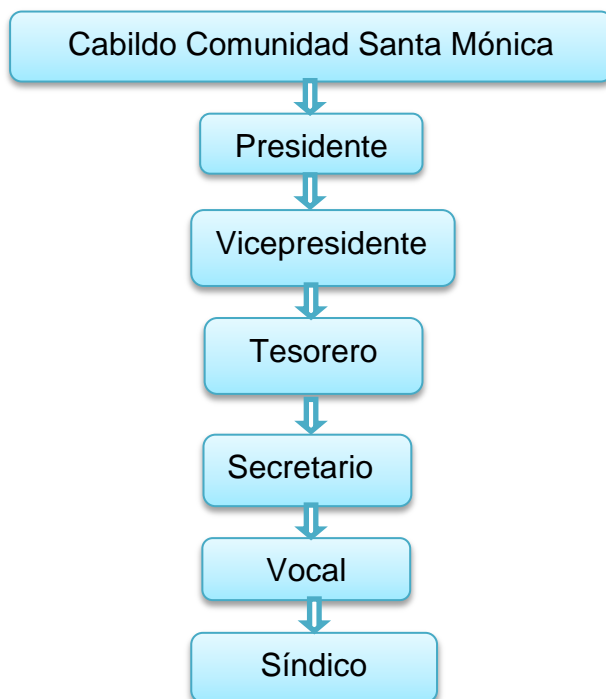 Cabildo Comunidad Santa Mónica
Presidente
Vicepresidente
Tesorero
Secretario
Vocal
Síndico